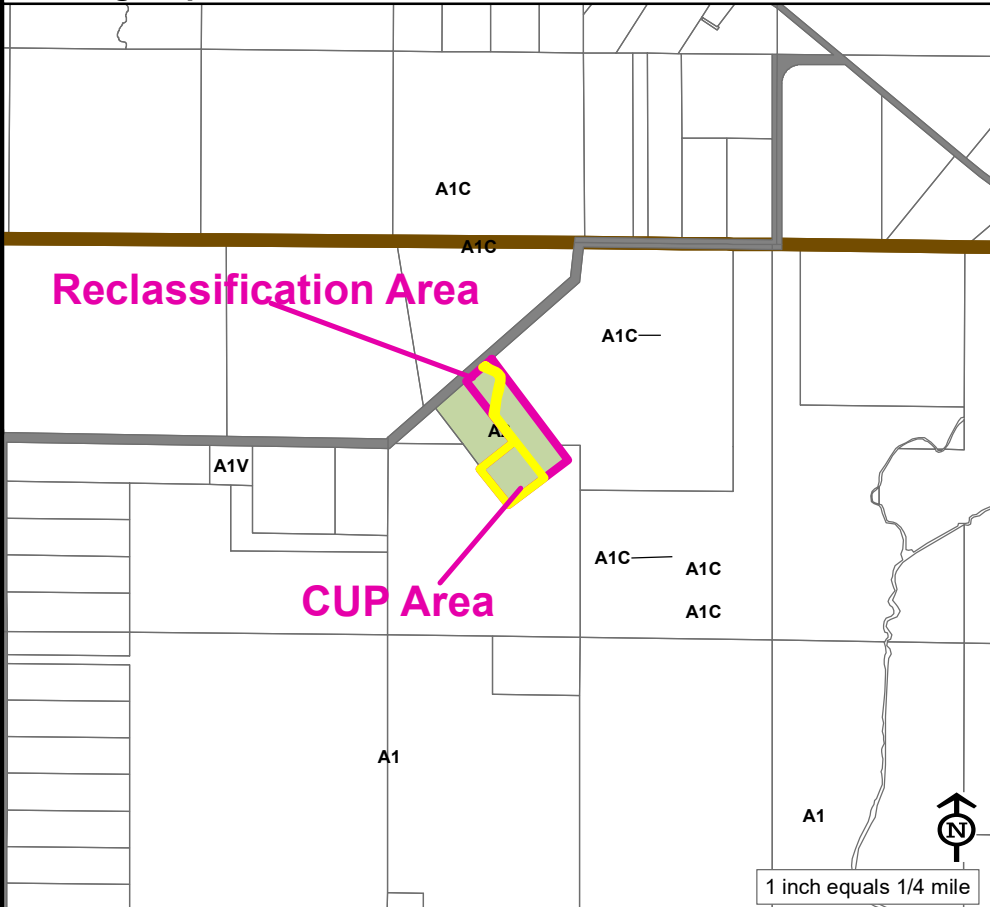 A1C
A1C
Reclassification Area
A1C
A1V
A1C
A1C
CUP Area
A1C
A1
A1
N
1 inch equals 1/4 mile